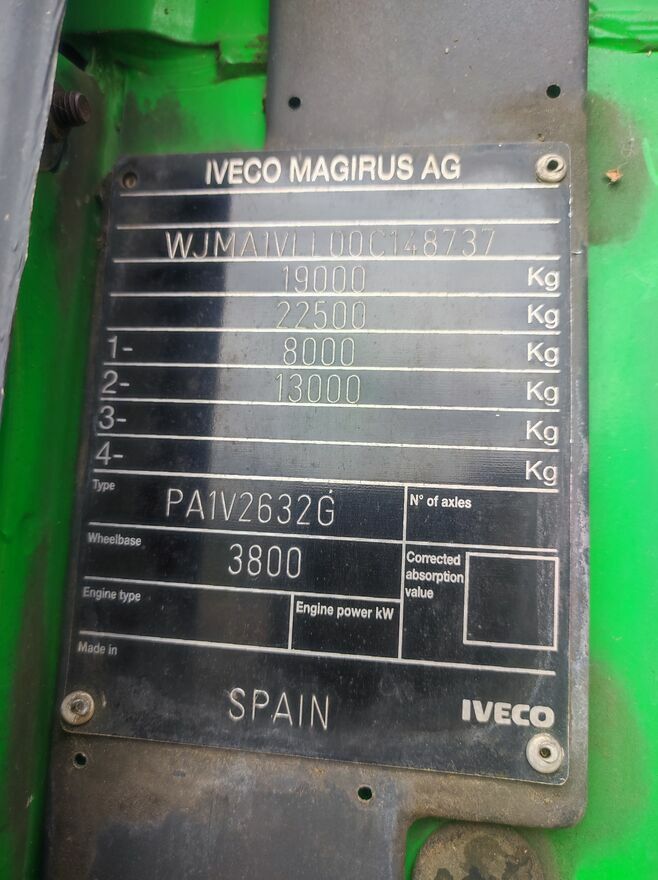 IVECO MAGIRUS AG
WJMA1VLL00C148737
19000 Kg
22500 Kg
1- 8000 Kg
2- 13000 Kg
3- Kg
4- Kg
Type PA1V2632G N° of axles
Wheelbase 3800 Corrected absorption value
Engine type Engine power kW
Made in SPAIN IVECO